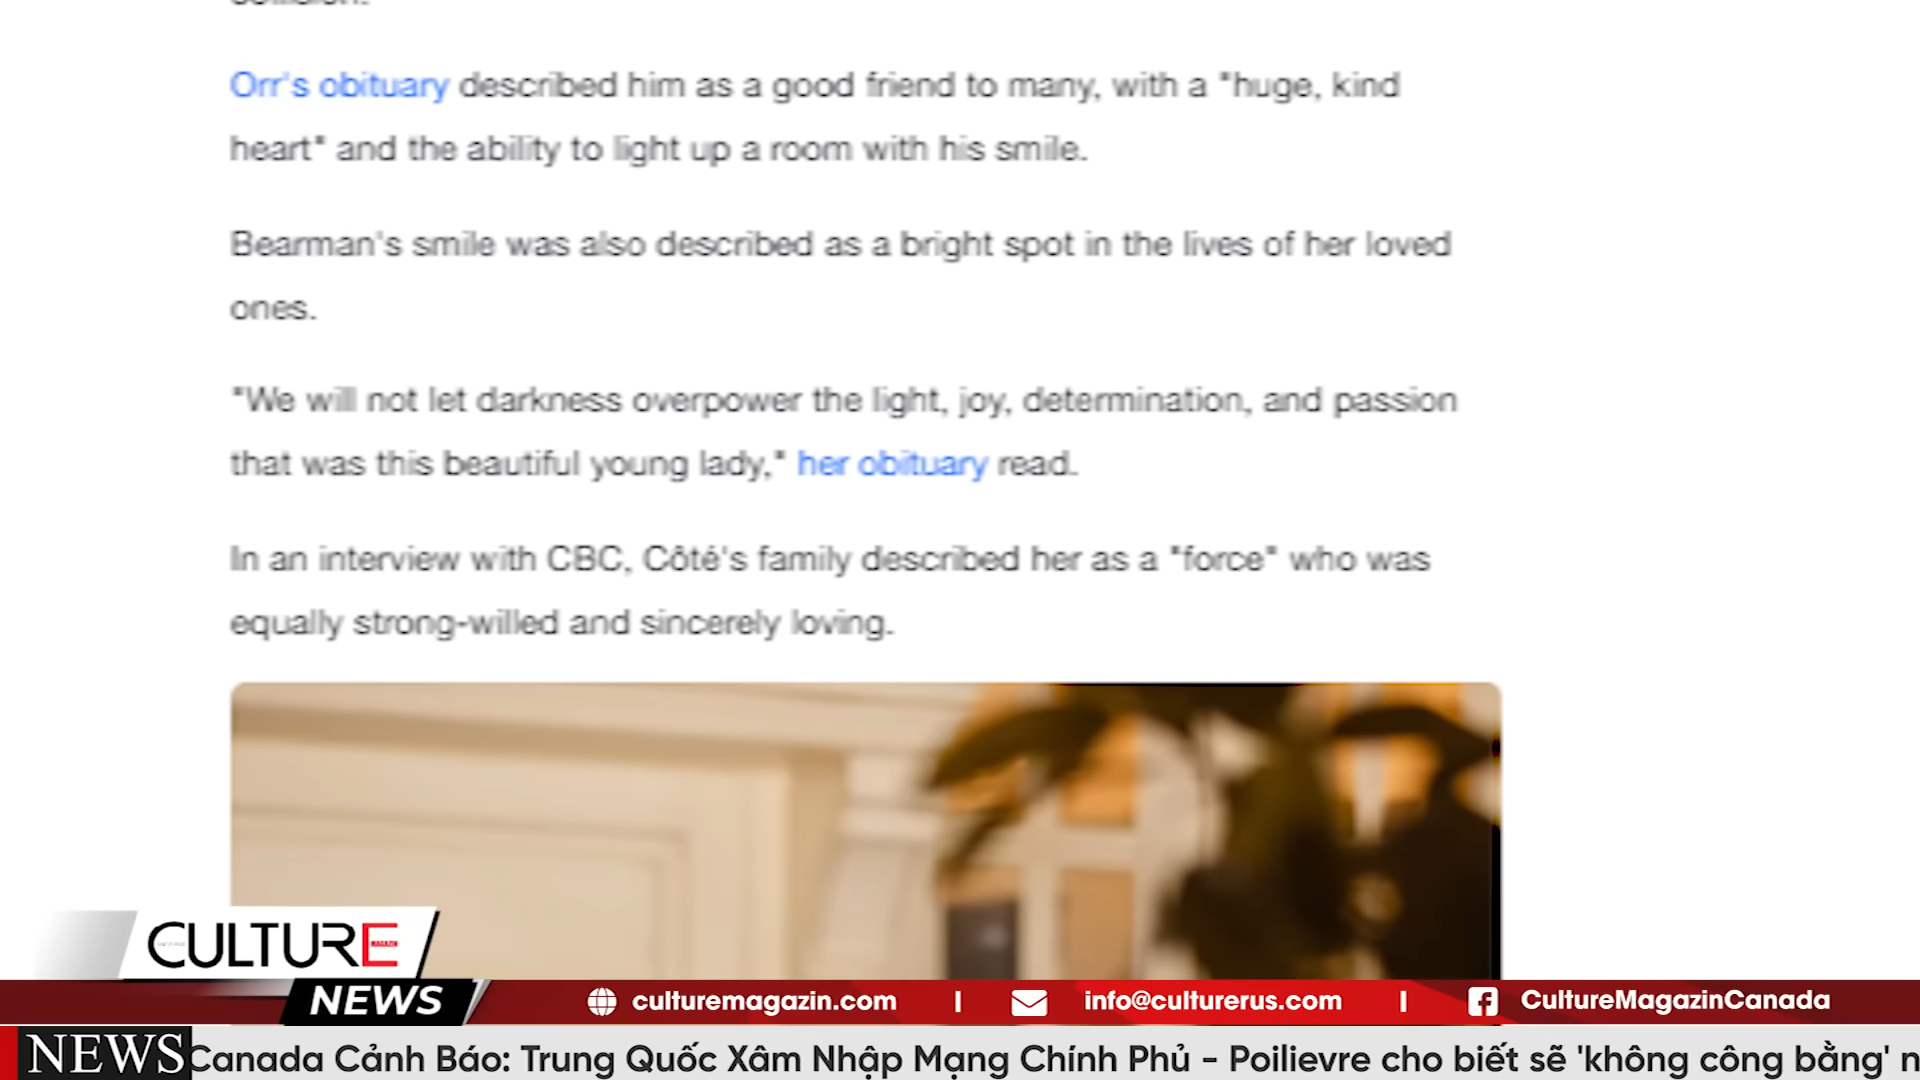 Orr's obituary described him as a good friend to many, with a "huge, kind
heart" and the ability to light up a room with his smile.
Bearman's smile was also described as a bright spot in the lives of her loved
ones.
"We will not let darkness overpower the light, joy, determination, and passion
that was this beautiful young lady," her obituary read.
In an interview with CBC, Côté's family described her as a "force" who was
equally strong-willed and sincerely loving.
CULTURE
MAGAZIN
NEWS
culturemagazin.com | info@culturerus.com | CultureMagazinCanada
NEWS Canada Cảnh Báo: Trung Quốc Xâm Nhập Mạng Chính Phủ - Poilievre cho biết sẽ 'không công bằng' n